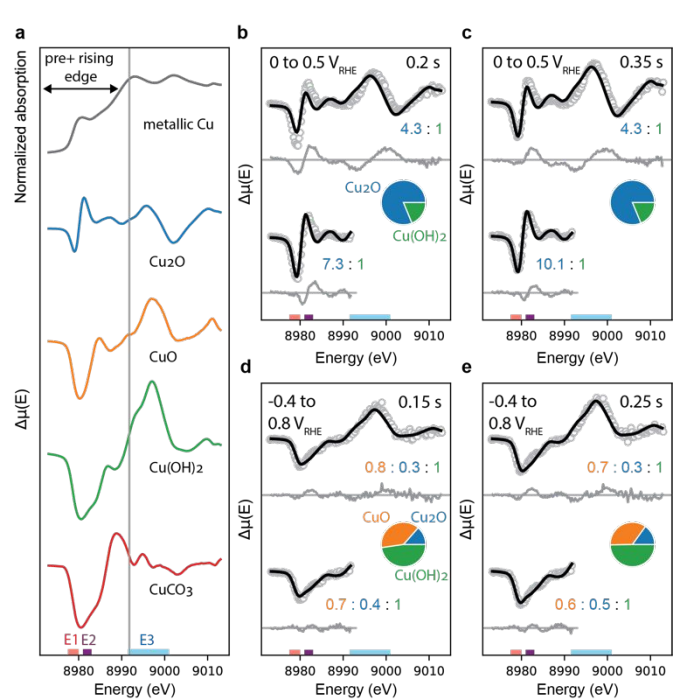 a
pre+ rising
edge
metallic Cu
Cu2O
CuO
Cu(OH)2
CuCO3
E1 E2 E3
8980 8990 9000 9010
Energy (eV)
Normalized absorption
Δμ(E)
b
0 to 0.5 VRHE 0.2 s
4.3 : 1
Cu2O
Cu(OH)2
7.3 : 1
8980 8990 9000 9010
Energy (eV)
Δμ(E)
c
0 to 0.5 VRHE 0.35 s
4.3 : 1
10.1 : 1
8980 8990 9000 9010
Energy (eV)
d
-0.4 to 0.15 s
0.8 VRHE
0.8 : 0.3 : 1
CuO Cu2O
Cu(OH)2
0.7 : 0.4 : 1
8980 8990 9000 9010
Energy (eV)
Δμ(E)
e
-0.4 to 0.25 s
0.8 VRHE
0.7 : 0.3 : 1
0.6 : 0.5 : 1
8980 8990 9000 9010
Energy (eV)